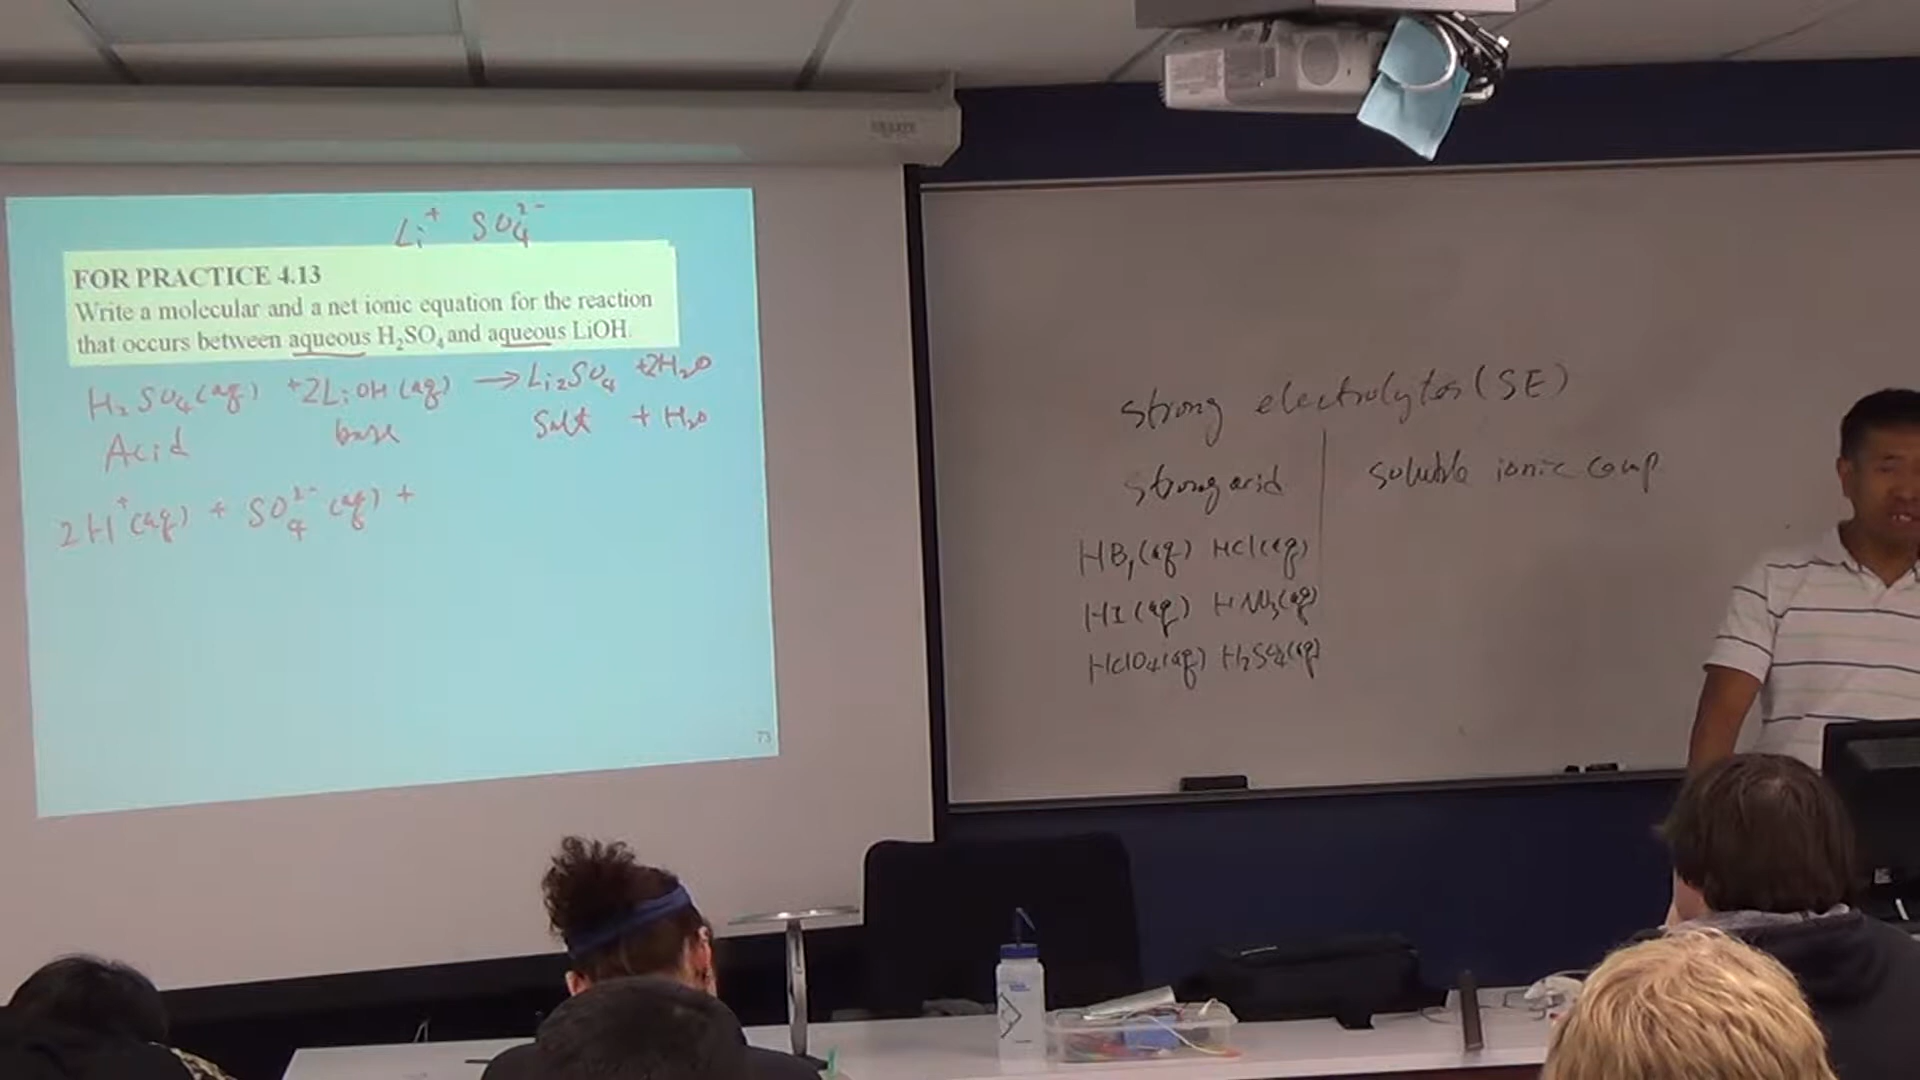 Li⁺ SO₄²⁻
FOR PRACTICE 4.13
Write a molecular and a net ionic equation for the reaction
that occurs between aqueous H₂SO₄ and aqueous LiOH.
H₂SO₄(aq) +2LiOH(aq) → Li₂SO₄ +2H₂O
Acid base Salt + H₂O
2H⁺(aq) + SO₄²⁻(aq) +
73
strong electrolytes (SE)
strong acid soluble ionic comp
HBr(aq) HCl(aq)
HI(aq) HNO₃(aq)
HClO₄(aq) H₂SO₄(aq)